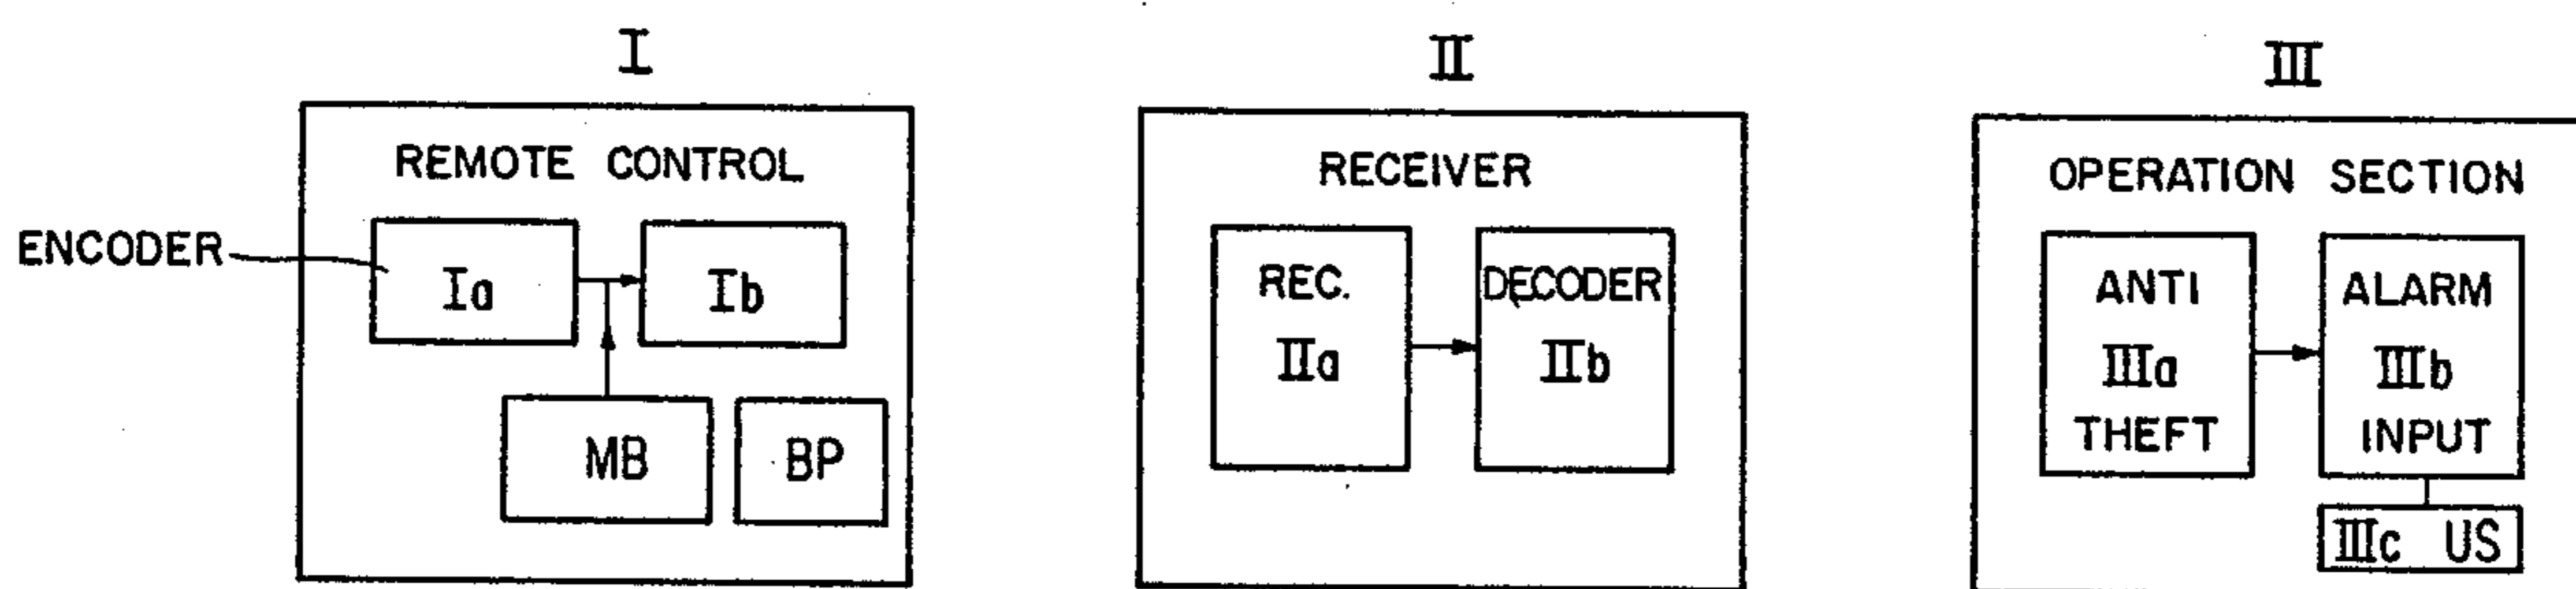 I
REMOTE CONTROL
ENCODER
Ia
Ib
MB
BP
II
RECEIVER
REC.
IIa
DECODER
IIb
III
OPERATION SECTION
ANTI
IIIa
THEFT
ALARM
IIIb
INPUT
IIIc US